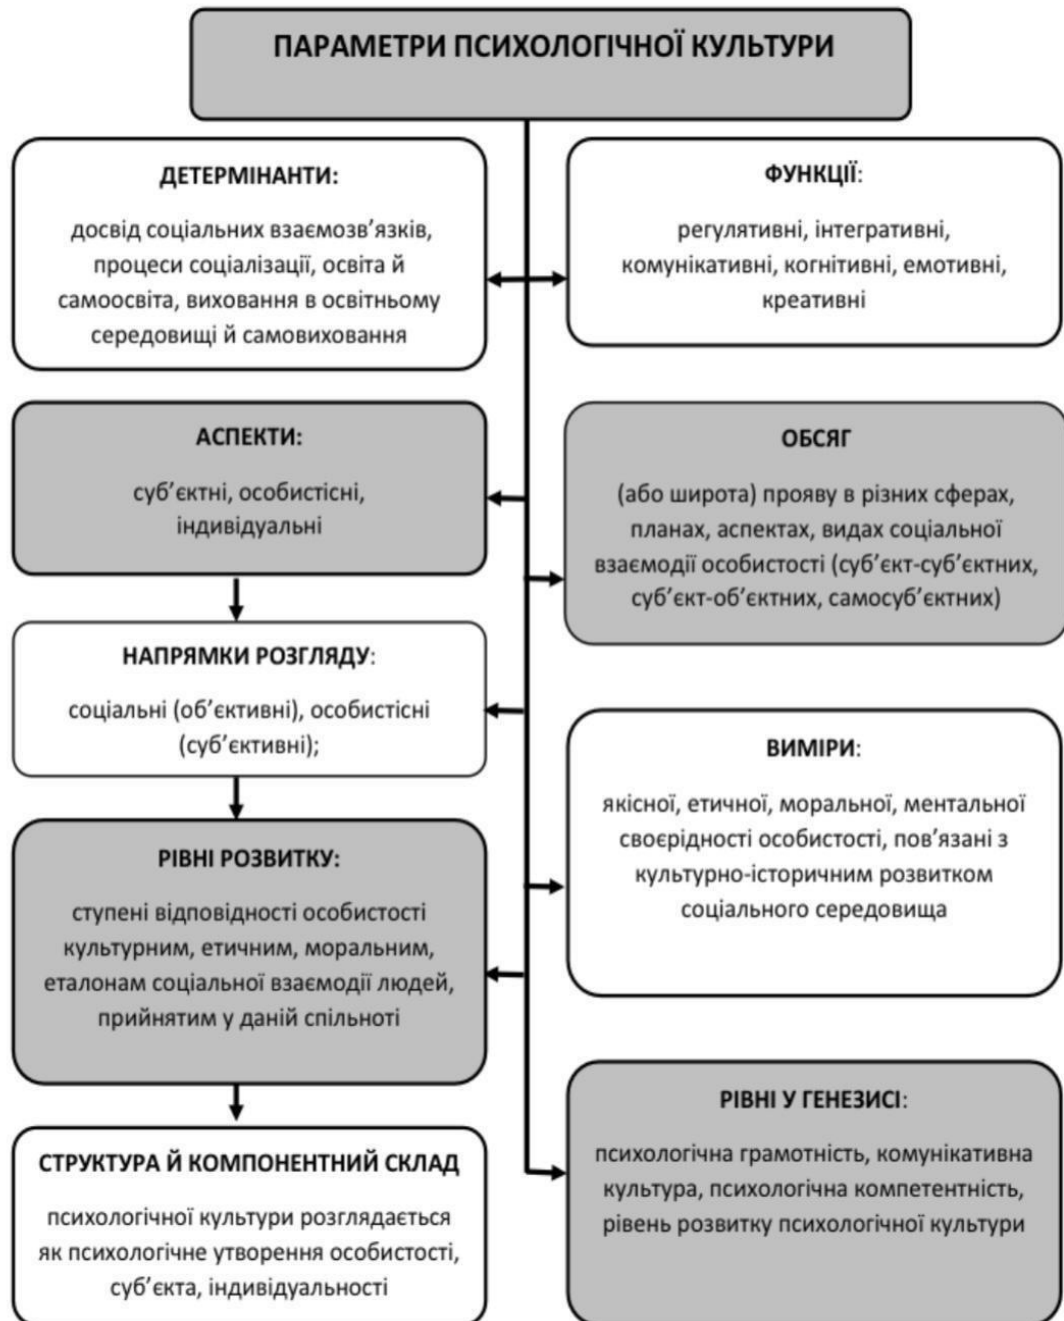 ПАРАМЕТРИ ПСИХОЛОГІЧНОЇ КУЛЬТУРИ
ДЕТЕРМІНАНТИ:
досвід соціальних взаємозв’язків,
процеси соціалізації, освіта й
самоосвіта, виховання в освітньому
середовищі й самовиховання
ФУНКЦІЇ:
регулятивні, інтегративні,
комунікативні, когнітивні, емотивні,
креативні
АСПЕКТИ:
суб’єктні, особистісні,
індивідуальні
ОБСЯГ
(або широта) прояву в різних сферах,
планах, аспектах, видах соціальної
взаємодії особистості (суб’єкт-суб’єктних,
суб’єкт-об’єктних, самосуб’єктних)
НАПРЯМКИ РОЗГЛЯДУ:
соціальні (об’єктивні), особистісні
(суб’єктивні);
ВИМІРИ:
якісної, етичної, моральної, ментальної
своєрідності особистості, пов’язані з
культурно-історичним розвитком
соціального середовища
РІВНІ РОЗВИТКУ:
ступені відповідності особистості
культурним, етичним, моральним,
еталонам соціальної взаємодії людей,
прийнятим у даній спільноті
РІВНІ У ГЕНЕЗИСІ:
психологічна грамотність, комунікативна
культура, психологічна компетентність,
рівень розвитку психологічної культури
СТРУКТУРА Й КОМПОНЕНТНИЙ СКЛАД
психологічної культури розглядається
як психологічне утворення особистості,
суб’єкта, індивідуальності